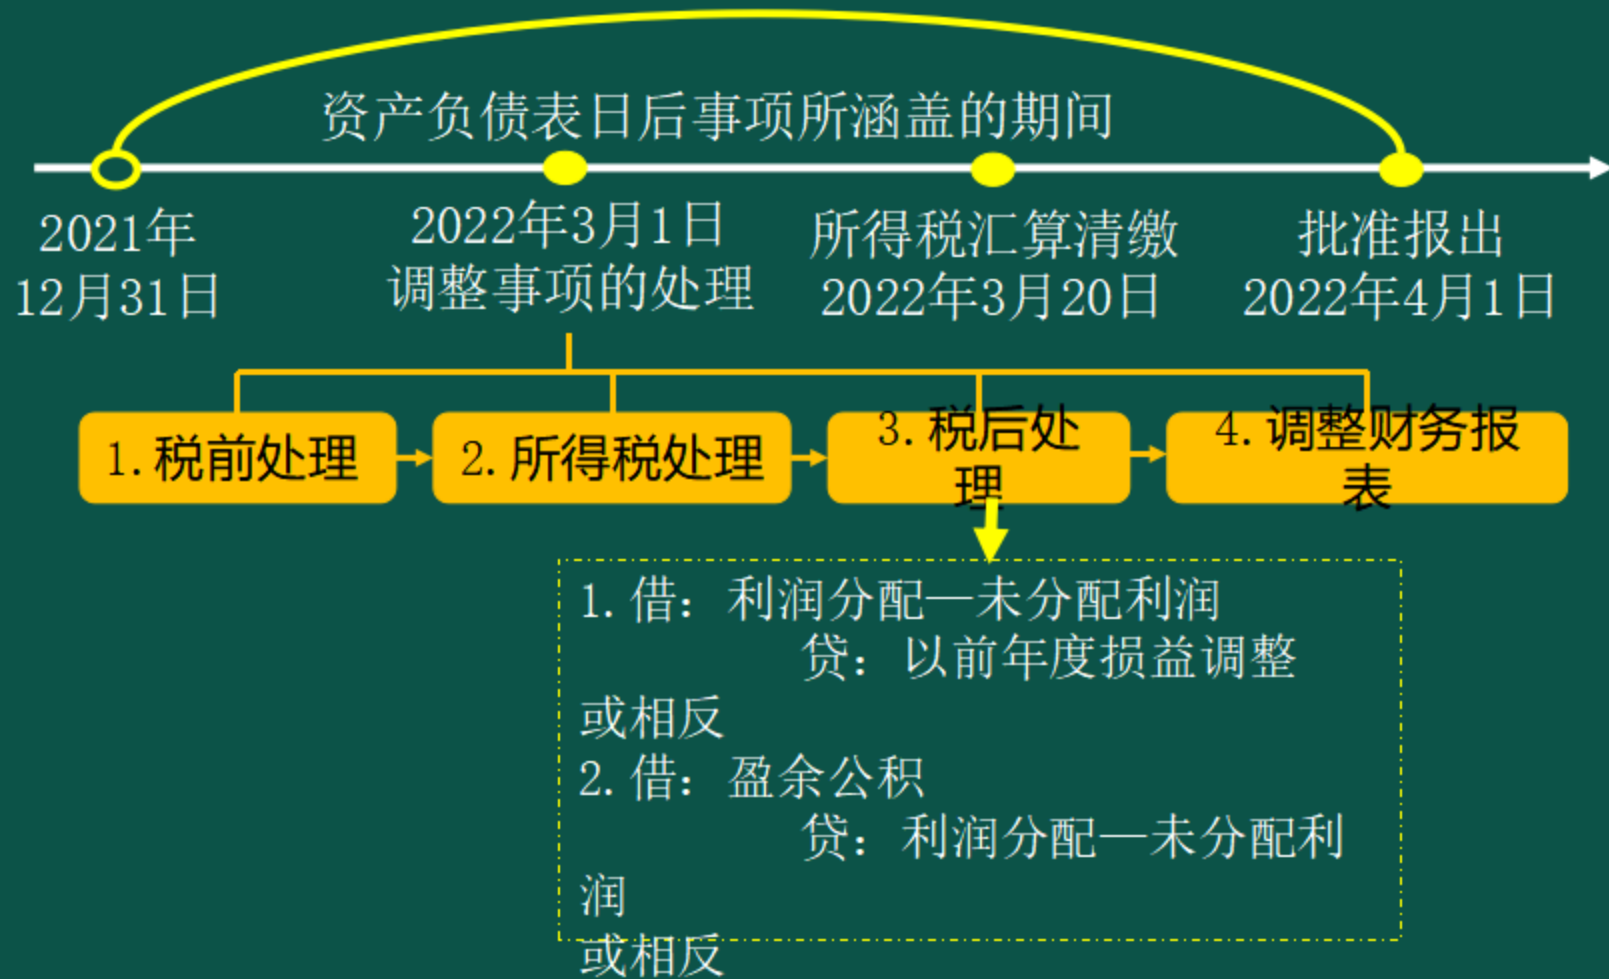 资产负债表日后事项所涵盖的期间
2021年
12月31日
2022年3月1日
调整事项的处理
所得税汇算清缴
2022年3月20日
批准报出
2022年4月1日
1.税前处理
2.所得税处理
3.税后处
理
4.调整财务报
表
1.借：利润分配—未分配利润
贷：以前年度损益调整
或相反
2.借：盈余公积
贷：利润分配—未分配利
润
或相反